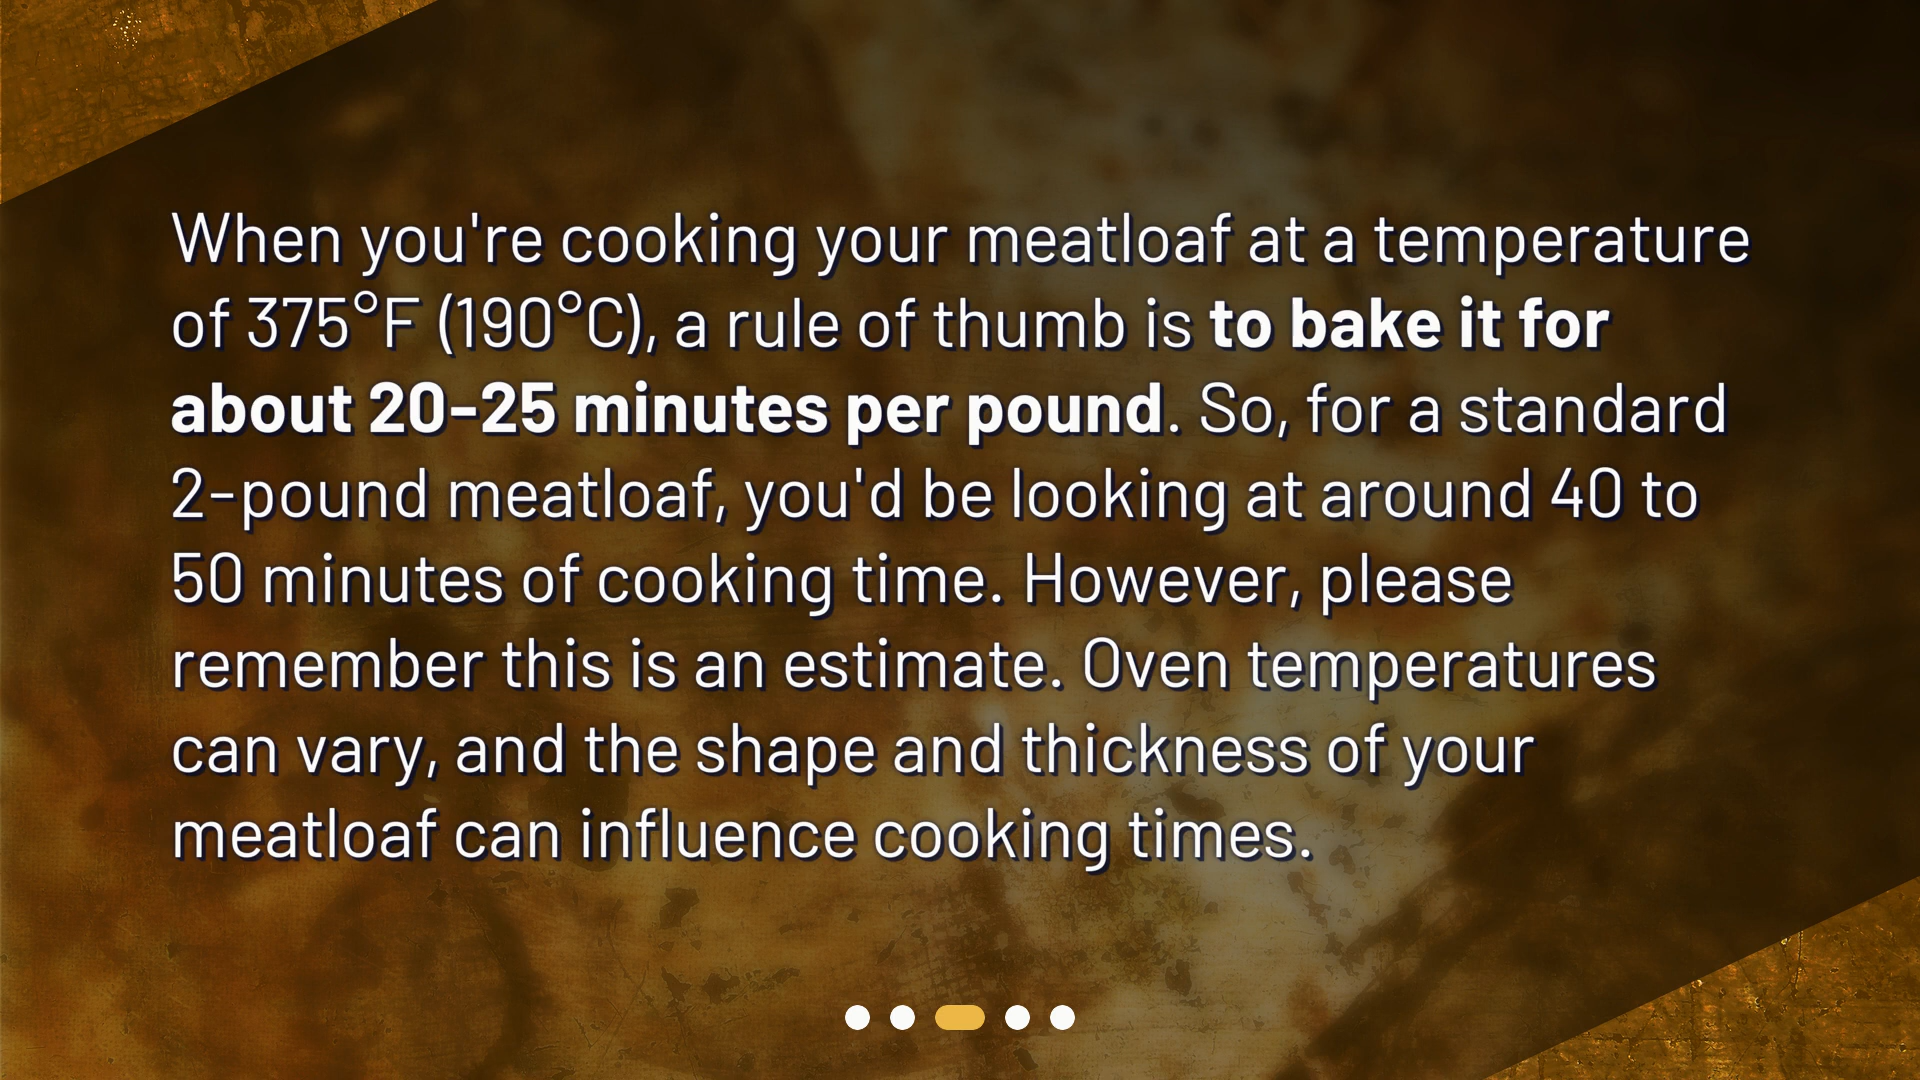 When you're cooking your meatloaf at a temperature
of 375°F (190°C), a rule of thumb is to bake it for
about 20-25 minutes per pound. So, for a standard
2-pound meatloaf, you'd be looking at around 40 to
50 minutes of cooking time. However, please
remember this is an estimate. Oven temperatures
can vary, and the shape and thickness of your
meatloaf can influence cooking times.